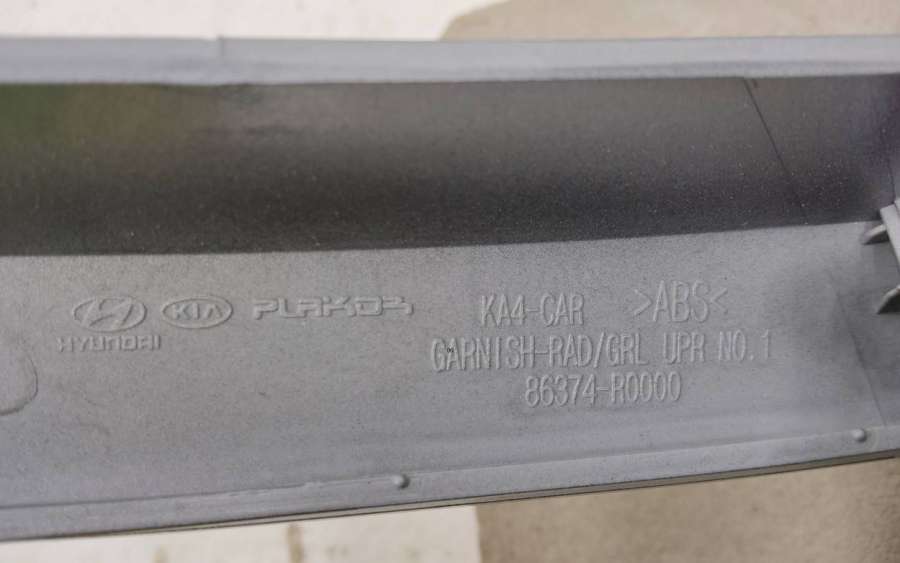 HYUNDAI
KIA
PLAKOR
KA4-CAR >ABS<
GARNISH-RAD/GRL UPR NO.1
86374-R0000